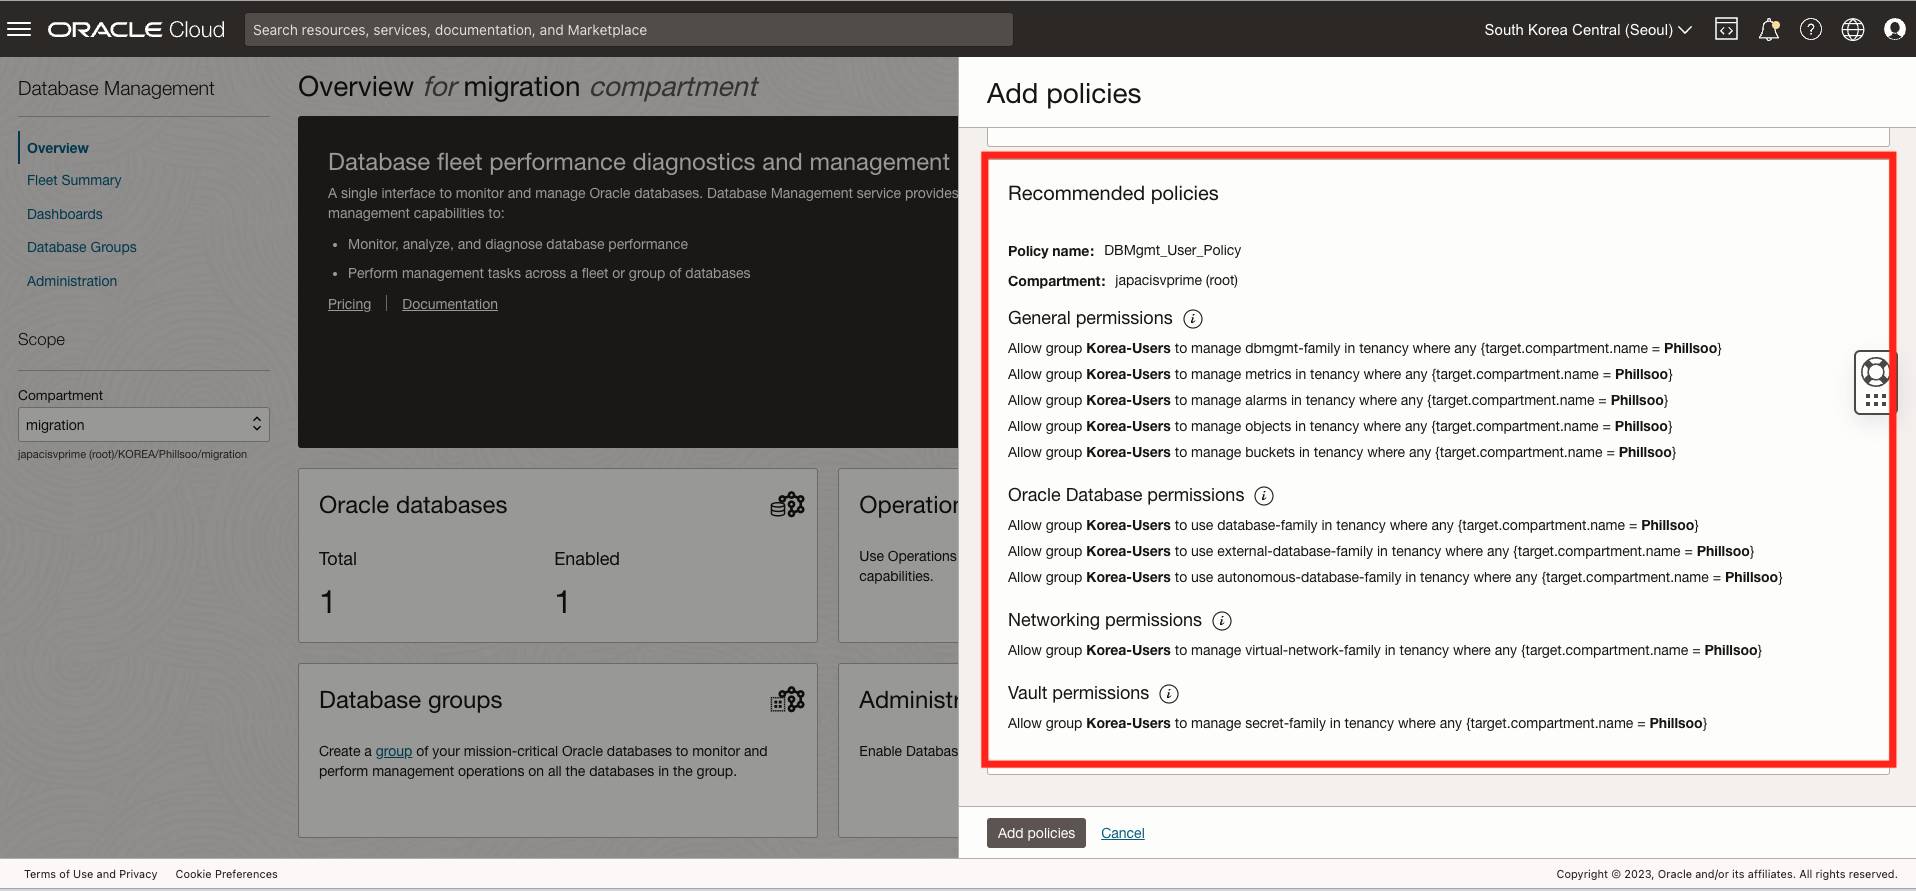 ORACLE Cloud
Search resources, services, documentation, and Marketplace
South Korea Central (Seoul)
Database Management
Overview
Fleet Summary
Dashboards
Database Groups
Administration
Scope
Compartment
migration
japacisvprime (root)/KOREA/Phillsoo/migration
Overview for migration compartment
Database fleet performance diagnostics and management
A single interface to monitor and manage Oracle databases. Database Management service provides
management capabilities to:
• Monitor, analyze, and diagnose database performance
• Perform management tasks across a fleet or group of databases
Pricing
Documentation
Oracle databases
Total
Enabled
1
1
Operation
Use Operations
capabilities.
Database groups
Create a group of your mission-critical Oracle databases to monitor and
perform management operations on all the databases in the group.
Administr
Enable Databas
Add policies
Recommended policies
Policy name: DBMgmt_User_Policy
Compartment: japacisvprime (root)
General permissions
Allow group Korea-Users to manage dbmgmt-family in tenancy where any {target.compartment.name = Phillsoo}
Allow group Korea-Users to manage metrics in tenancy where any {target.compartment.name = Phillsoo}
Allow group Korea-Users to manage alarms in tenancy where any {target.compartment.name = Phillsoo}
Allow group Korea-Users to manage objects in tenancy where any {target.compartment.name = Phillsoo}
Allow group Korea-Users to manage buckets in tenancy where any {target.compartment.name = Phillsoo}
Oracle Database permissions
Allow group Korea-Users to use database-family in tenancy where any {target.compartment.name = Phillsoo}
Allow group Korea-Users to use external-database-family in tenancy where any {target.compartment.name = Phillsoo}
Allow group Korea-Users to use autonomous-database-family in tenancy where any {target.compartment.name = Phillsoo}
Networking permissions
Allow group Korea-Users to manage virtual-network-family in tenancy where any {target.compartment.name = Phillsoo}
Vault permissions
Allow group Korea-Users to manage secret-family in tenancy where any {target.compartment.name = Phillsoo}
Add policies
Cancel
Terms of Use and Privacy
Cookie Preferences
Copyright © 2023, Oracle and/or its affiliates. All rights reserved.